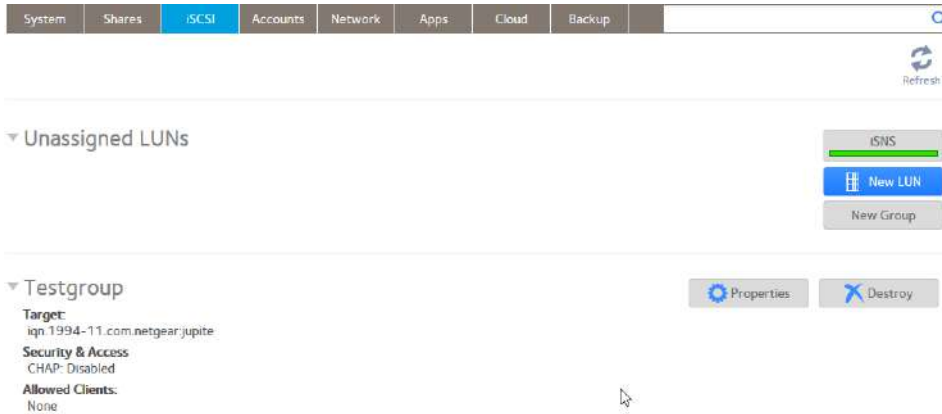 System Shares iSCSI Accounts Network Apps Cloud Backup
Refresh
Unassigned LUNs
iSNS
New LUN
New Group
Testgroup
Properties
Destroy
Target:
iqn.1994-11.com.netgear:jupite
Security & Access
CHAP: Disabled
Allowed Clients:
None